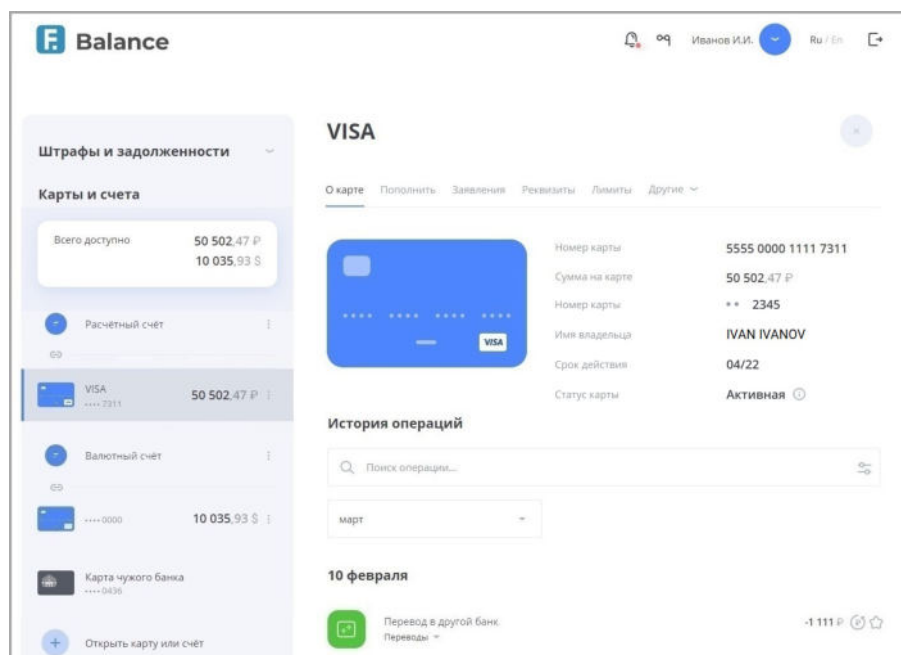 F. Balance
Иванов И.И.
Ru / En
Штрафы и задолженности
Карты и счета
Всего доступно
50 502,47 ₽
10 035,93 $
Расчётный счёт
VISA
•••• 7311
50 502,47 ₽
Валютный счёт
•••• 0000
10 035,93 $
Карта чужого банка
•••• 0436
Открыть карту или счёт
VISA
О карте Пополнить Заявления Реквизиты Лимиты Другие
VISA
Номер карты 5555 0000 1111 7311
Сумма на карте 50 502,47 ₽
Номер карты •• 2345
Имя владельца IVAN IVANOV
Срок действия 04/22
Статус карты Активная
История операций
Поиск операции...
март
10 февраля
Перевод в другой банк
Переводы
-1 111 ₽